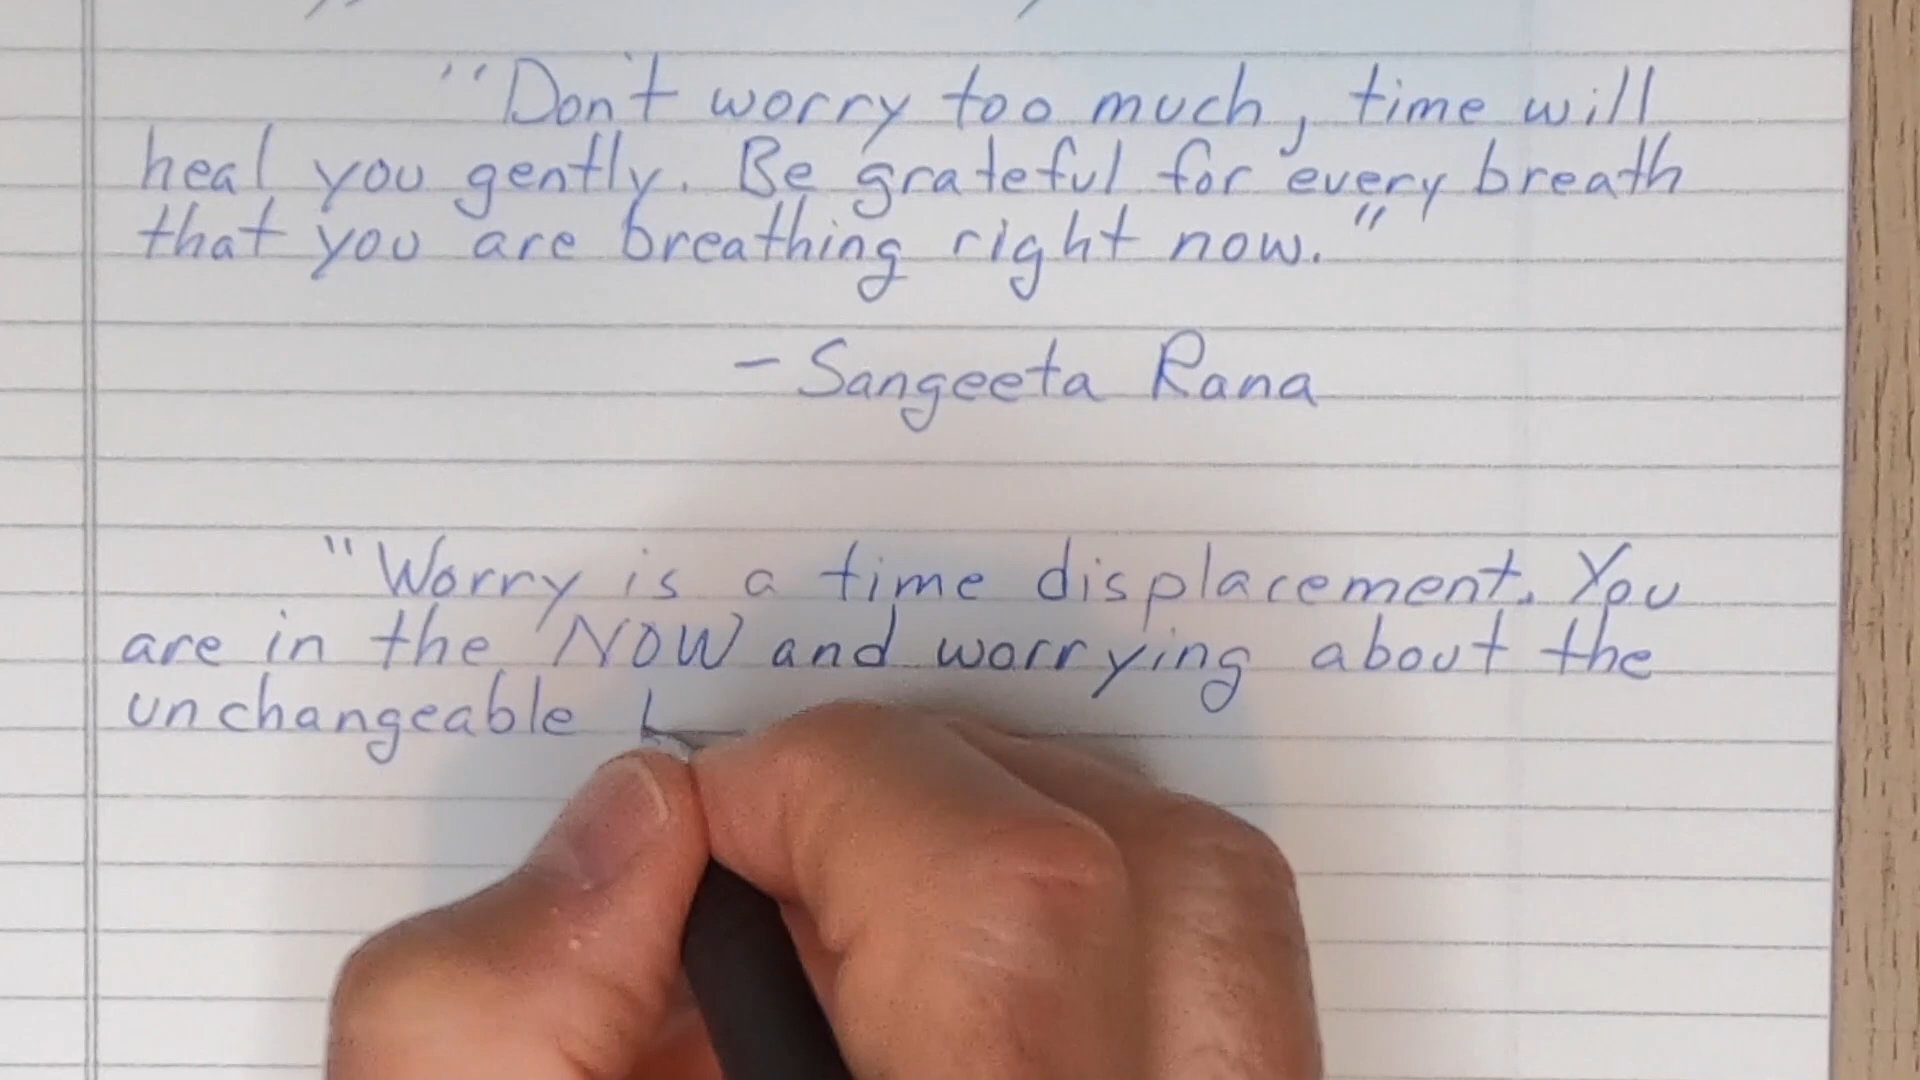 "Don't worry too much, time will
heal you gently. Be grateful for every breath
that you are breathing right now."
- Sangeeta Rana
"Worry is a time displacement. You
are in the NOW and worrying about the
unchangeable